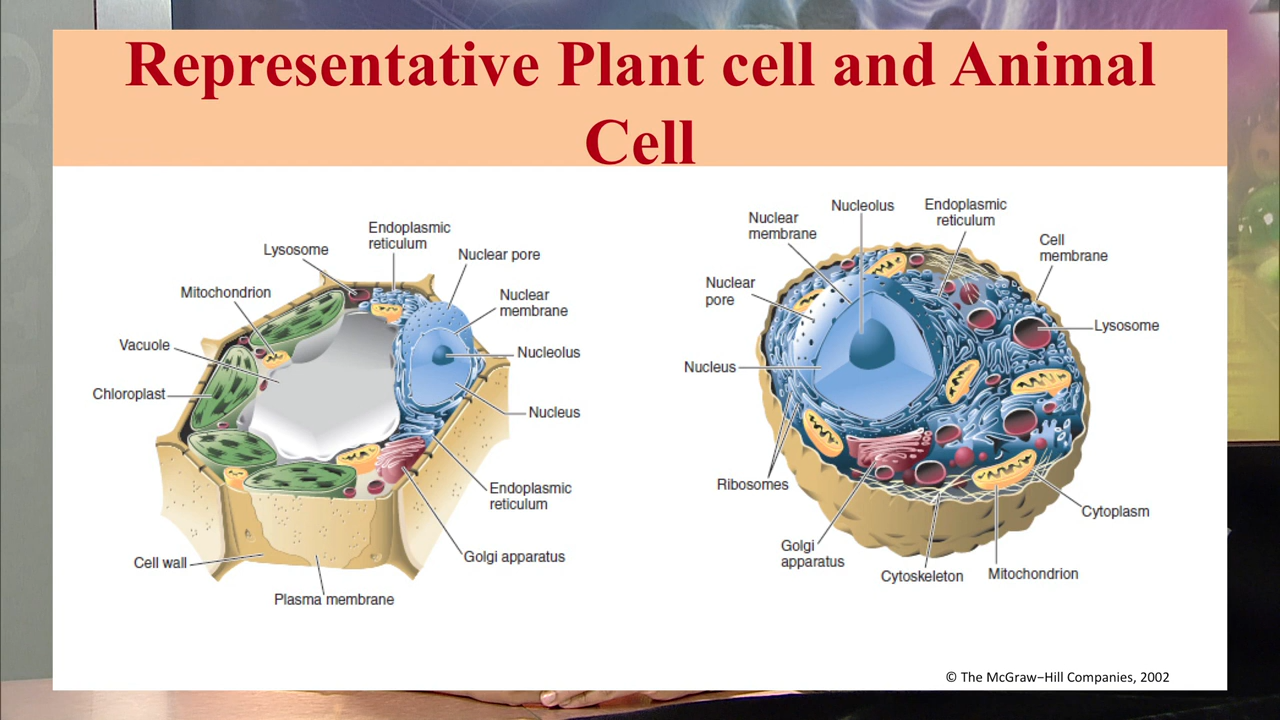 Representative Plant cell and Animal
Cell
Endoplasmic
reticulum
Lysosome
Nuclear pore
Mitochondrion
Nuclear
membrane
Vacuole
Nucleolus
Chloroplast
Nucleus
Endoplasmic
reticulum
Golgi apparatus
Cell wall
Plasma membrane
Nucleolus
Endoplasmic
reticulum
Nuclear
membrane
Cell
membrane
Nuclear
pore
Lysosome
Nucleus
Ribosomes
Cytoplasm
Golgi
apparatus
Cytoskeleton
Mitochondrion
© The McGraw–Hill Companies, 2002